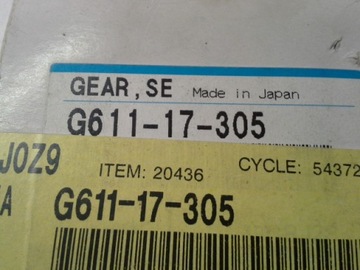 GEAR, SE Made in Japan
G611-17-305
J0Z9 ITEM: 20436 CYCLE: 54372
A G611-17-305